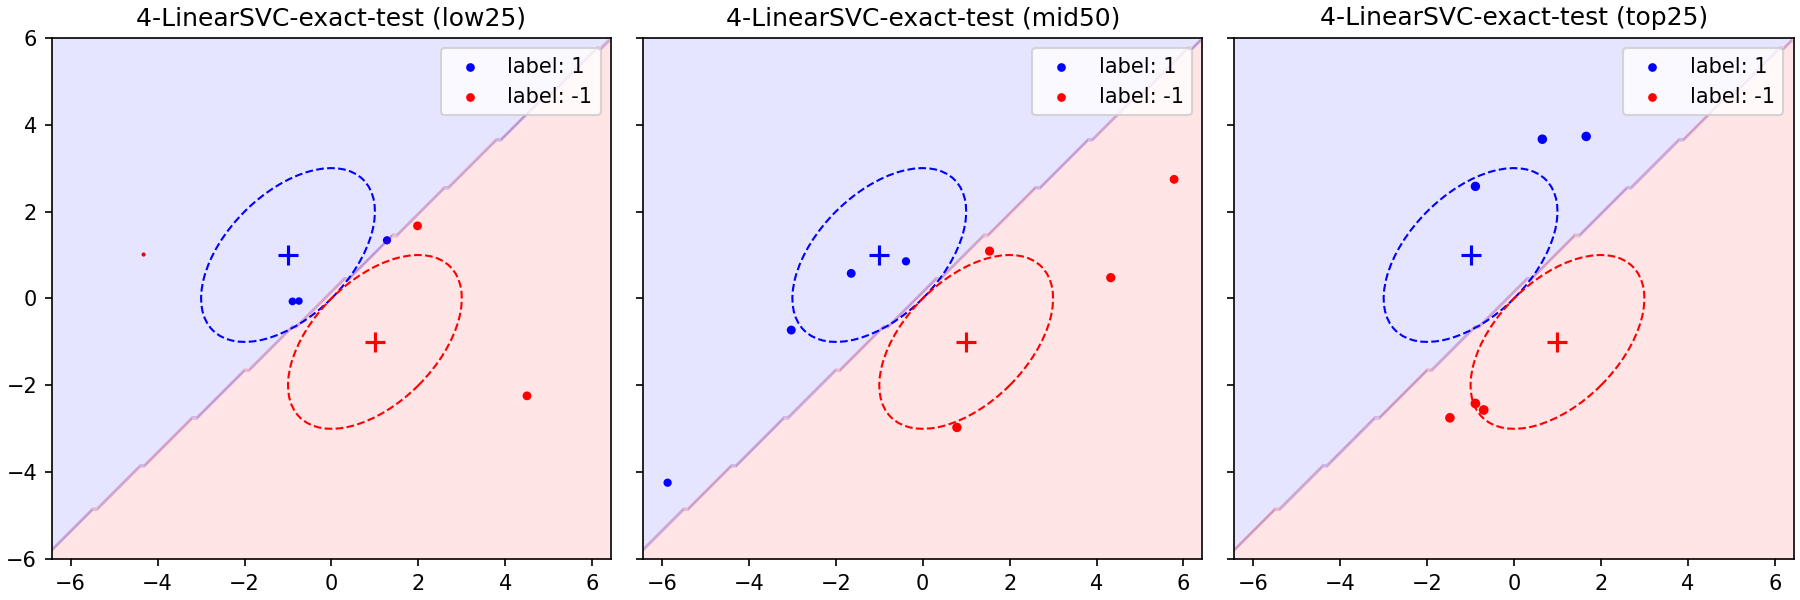 4-LinearSVC-exact-test (low25)
4-LinearSVC-exact-test (mid50)
4-LinearSVC-exact-test (top25)
label: 1
label: -1
label: 1
label: -1
label: 1
label: -1
6
4
2
0
−2
−4
−6
−6 −4 −2 0 2 4 6
−6 −4 −2 0 2 4 6
−6 −4 −2 0 2 4 6